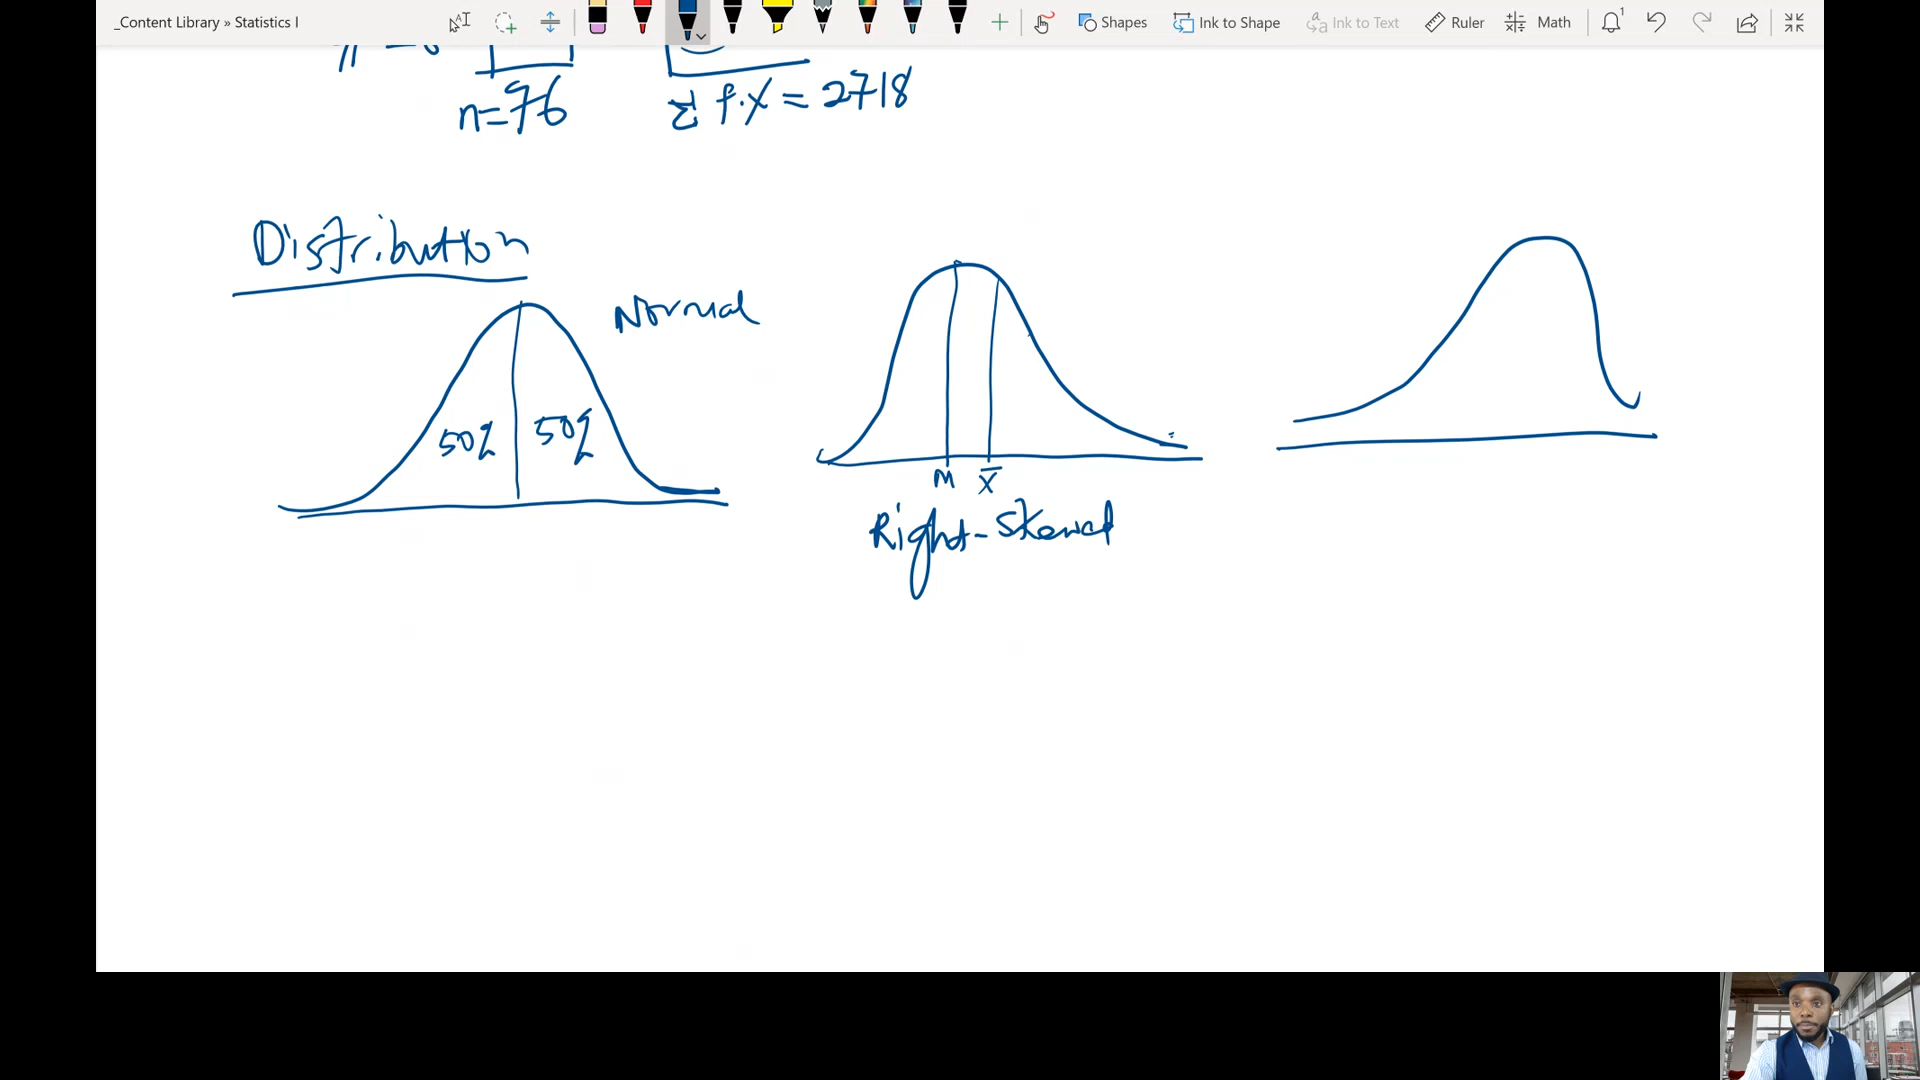 _Content Library » Statistics I
Shapes
Ink to Shape
Ink to Text
Ruler
Math
1
n=76
Σ f.x = 2718
Distribution
Normal
50%
50%
M
x̄
Right-Skewed